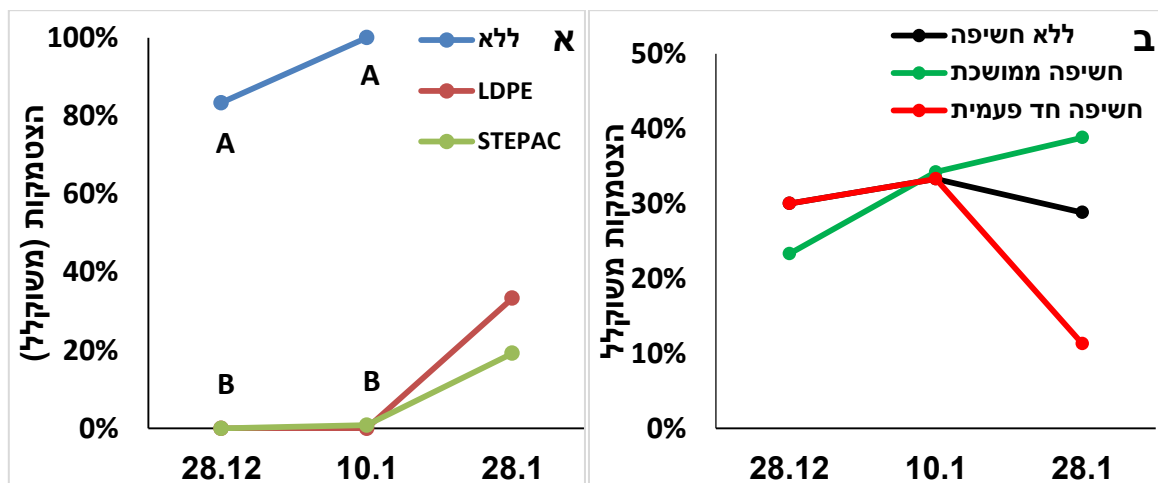 א
הצטמקות (משוקלל)
100%
80%
60%
40%
20%
0%
ללא
LDPE
STEPAC
A
A
B
B
28.12
10.1
28.1
ב
הצטמקות משוקלל
50%
40%
30%
20%
10%
0%
ללא חשיפה
חשיפה ממושכת
חשיפה חד פעמית
28.12
10.1
28.1